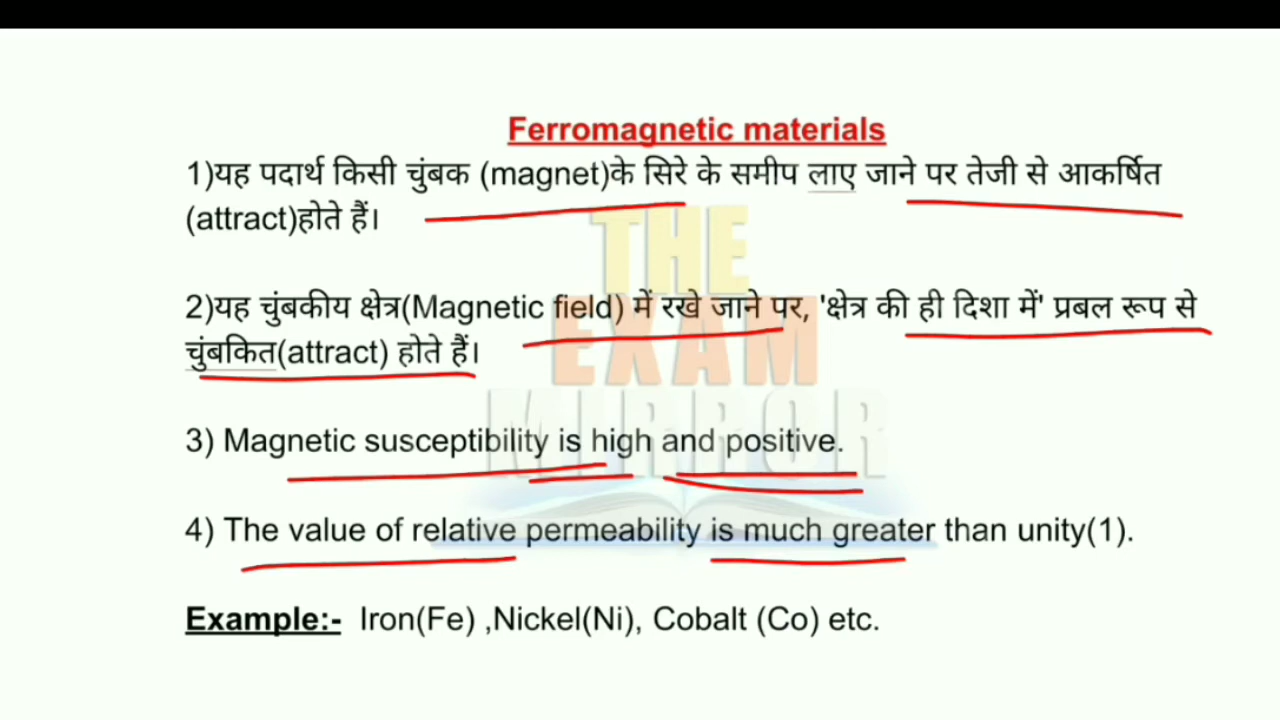 Ferromagnetic materials
1)यह पदार्थ किसी चुंबक (magnet)के सिरे के समीप लाए जाने पर तेजी से आकर्षित
(attract)होते हैं।
2)यह चुंबकीय क्षेत्र(Magnetic field) में रखे जाने पर, 'क्षेत्र की ही दिशा में' प्रबल रूप से
चुंबकित(attract) होते हैं।
3) Magnetic susceptibility is high and positive.
4) The value of relative permeability is much greater than unity(1).
Example:-  Iron(Fe) ,Nickel(Ni), Cobalt (Co) etc.
THE
EXAM
MIRROR